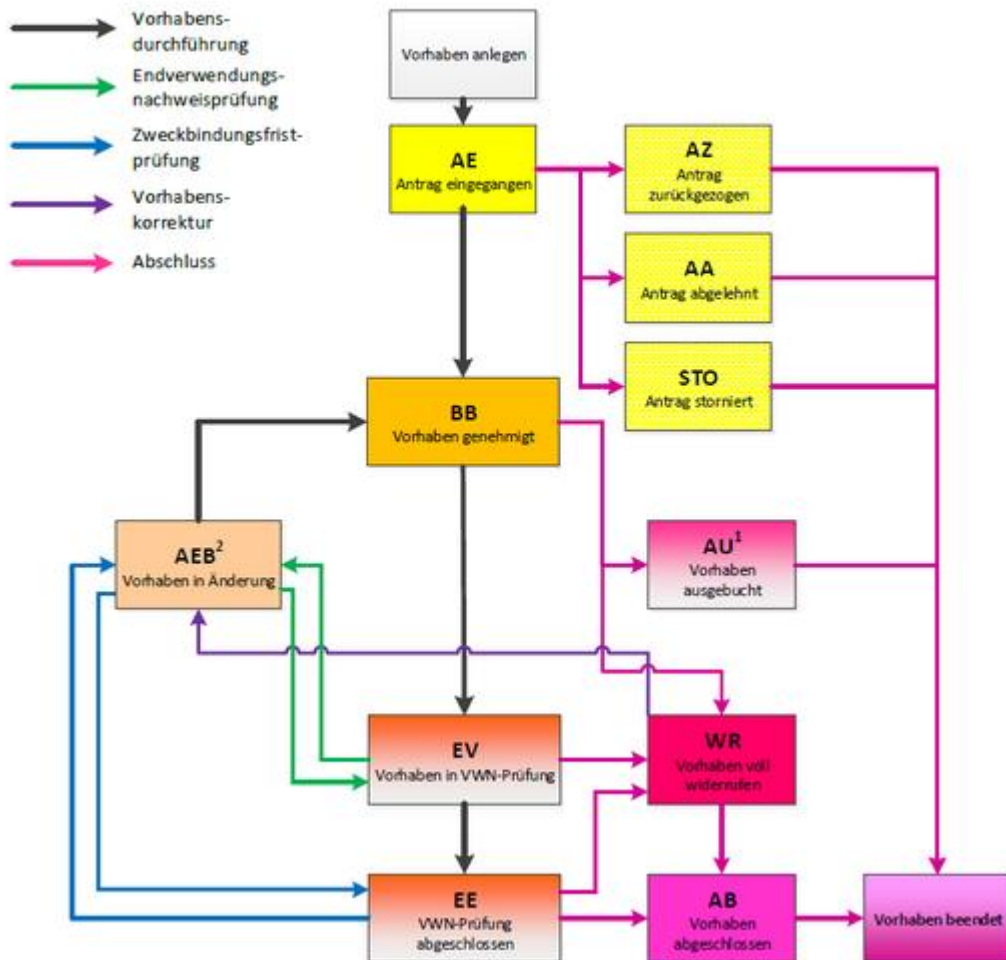 Vorhabens-
durchführung
Endverwendungs-
nachweisprüfung
Zweckbindungsfrist-
prüfung
Vorhabens-
korrektur
Abschluss
Vorhaben anlegen
AE
Antrag eingegangen
AZ
Antrag
zurückgezogen
AA
Antrag abgelehnt
STO
Antrag storniert
BB
Vorhaben genehmigt
AEB²
Vorhaben in Änderung
AU¹
Vorhaben
ausgebucht
EV
Vorhaben in VWN-Prüfung
WR
Vorhaben voll
widerrufen
EE
VWN-Prüfung
abgeschlossen
AB
Vorhaben
abgeschlossen
Vorhaben beendet